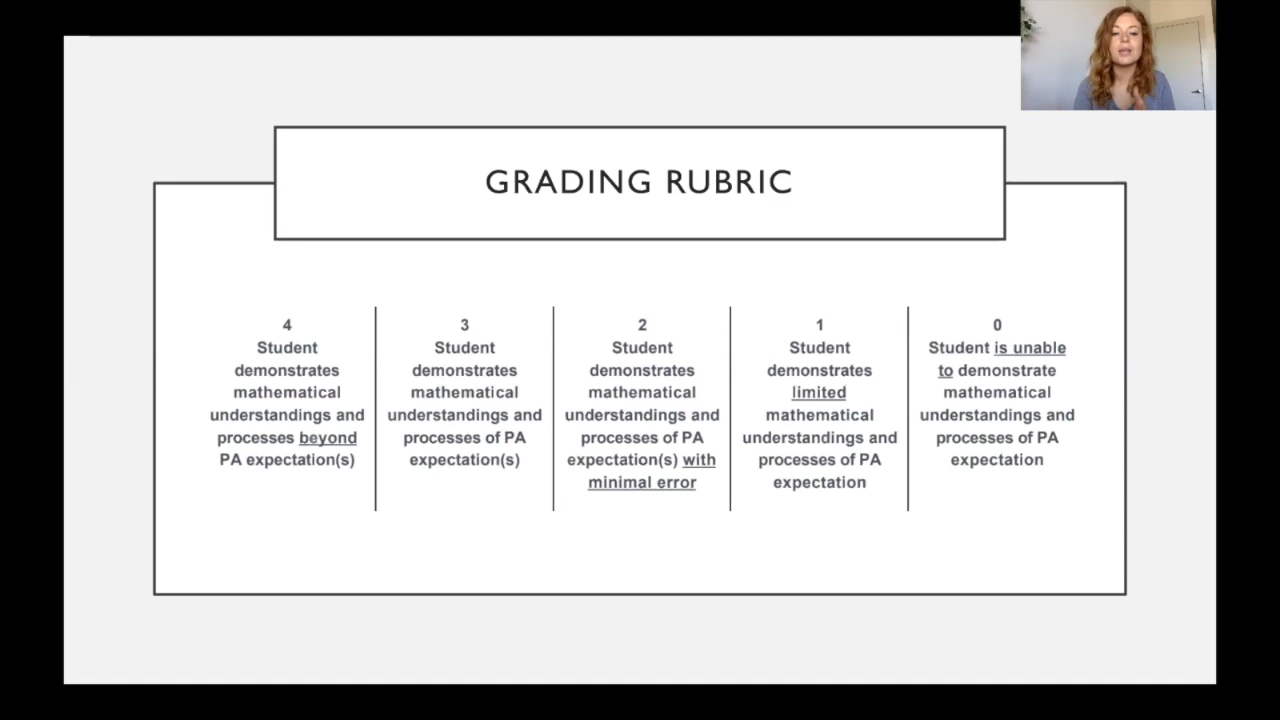 GRADING RUBRIC
4
Student
demonstrates
mathematical
understandings and
processes beyond
PA expectation(s)
3
Student
demonstrates
mathematical
understandings and
processes of PA
expectation(s)
2
Student
demonstrates
mathematical
understandings and
processes of PA
expectation(s) with
minimal error
1
Student
demonstrates
limited
mathematical
understandings and
processes of PA
expectation
0
Student is unable
to demonstrate
mathematical
understandings and
processes of PA
expectation